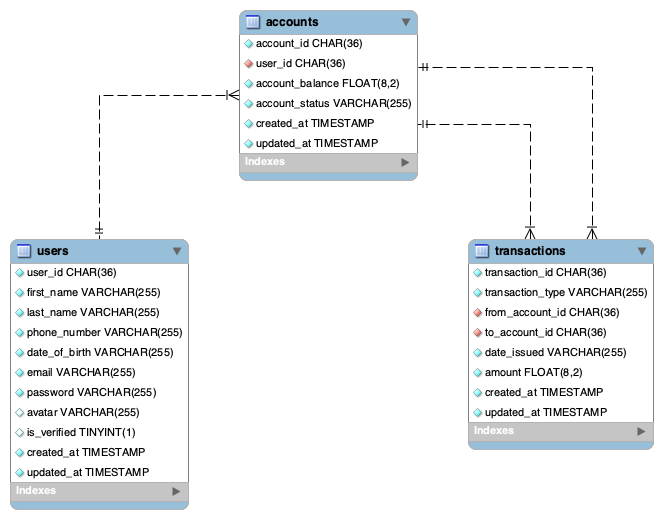 accounts
account_id CHAR(36)
user_id CHAR(36)
account_balance FLOAT(8,2)
account_status VARCHAR(255)
created_at TIMESTAMP
updated_at TIMESTAMP
Indexes
users
user_id CHAR(36)
first_name VARCHAR(255)
last_name VARCHAR(255)
phone_number VARCHAR(255)
date_of_birth VARCHAR(255)
email VARCHAR(255)
password VARCHAR(255)
avatar VARCHAR(255)
is_verified TINYINT(1)
created_at TIMESTAMP
updated_at TIMESTAMP
Indexes
transactions
transaction_id CHAR(36)
transaction_type VARCHAR(255)
from_account_id CHAR(36)
to_account_id CHAR(36)
date_issued VARCHAR(255)
amount FLOAT(8,2)
created_at TIMESTAMP
updated_at TIMESTAMP
Indexes